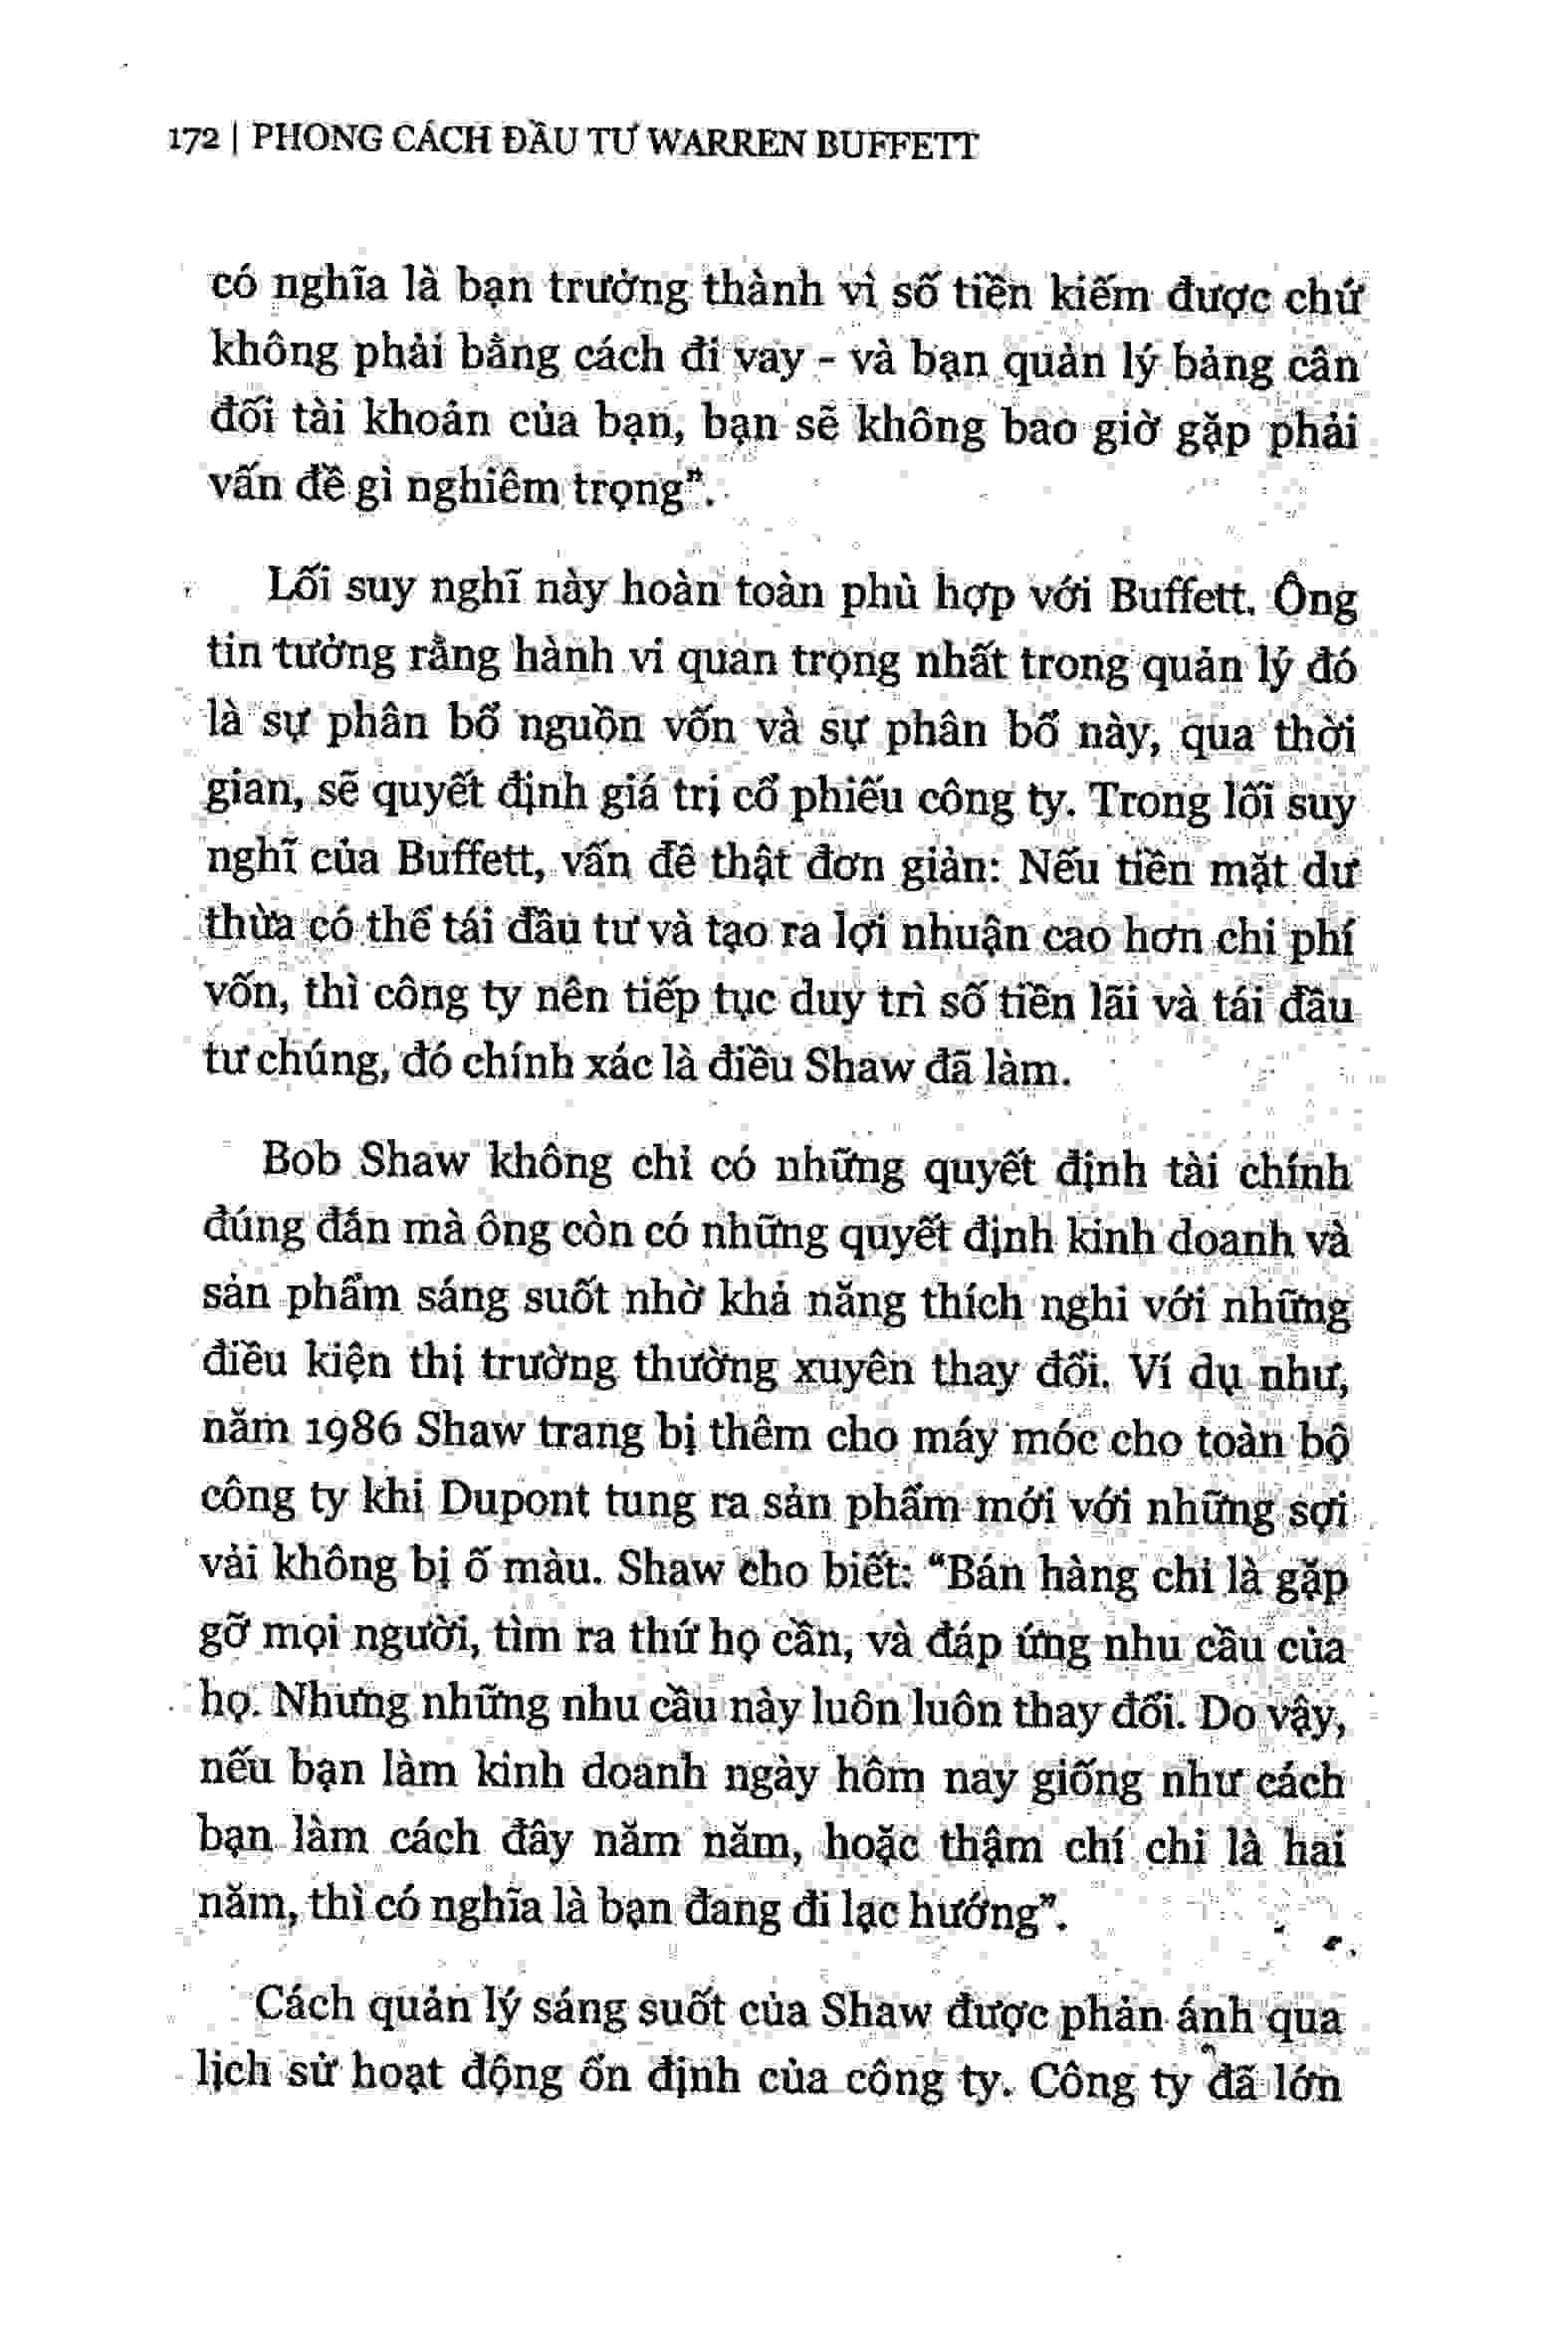 172 | PHONG CÁCH ĐẦU TƯ WARREN BUFFETT
có nghĩa là bạn trưởng thành vì số tiền kiếm được chứ
không phải bằng cách đi vay - và bạn quản lý bảng cân
đối tài khoản của bạn, bạn sẽ không bao giờ gặp phải
vấn đề gì nghiêm trọng”.
Lối suy nghĩ này hoàn toàn phù hợp với Buffett. Ông
tin tưởng rằng hành vi quan trọng nhất trong quản lý đó
là sự phân bổ nguồn vốn và sự phân bổ này, qua thời
gian, sẽ quyết định giá trị cổ phiếu công ty. Trong lối suy
nghĩ của Buffett, vấn đề thật đơn giản: Nếu tiền mặt dư
thừa có thể tái đầu tư và tạo ra lợi nhuận cao hơn chi phí
vốn, thì công ty nên tiếp tục duy trì số tiền lãi và tái đầu
tư chúng, đó chính xác là điều Shaw đã làm.
Bob Shaw không chỉ có những quyết định tài chính
đúng đắn mà ông còn có những quyết định kinh doanh và
sản phẩm sáng suốt nhờ khả năng thích nghi với những
điều kiện thị trường thường xuyên thay đổi. Ví dụ như,
năm 1986 Shaw trang bị thêm cho máy móc cho toàn bộ
công ty khi Dupont tung ra sản phẩm mới với những sợi
vải không bị ố màu. Shaw cho biết: “Bán hàng chỉ là gặp
gỡ mọi người, tìm ra thứ họ cần, và đáp ứng nhu cầu của
họ. Nhưng những nhu cầu này luôn luôn thay đổi. Do vậy,
nếu bạn làm kinh doanh ngày hôm nay giống như cách
bạn làm cách đây năm năm, hoặc thậm chí chỉ là hai
năm, thì có nghĩa là bạn đang đi lạc hướng”.
Cách quản lý sáng suốt của Shaw được phản ánh qua
lịch sử hoạt động ổn định của công ty. Công ty đã lớn